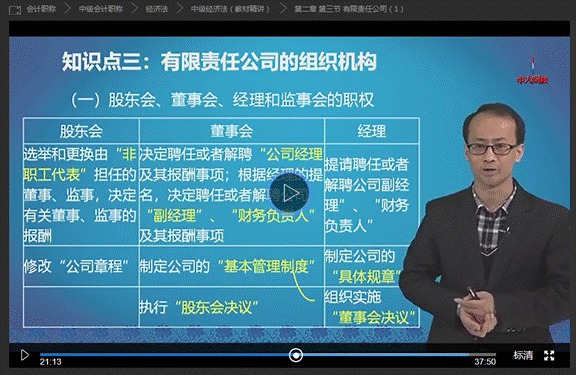 会计职称 > 中级会计职称 > 经济法 > 中级经济法（教材精讲） > 第二章 第三节 有限责任公司（1）
知识点三：有限责任公司的组织机构
（一）股东会、董事会、经理和监事会的职权
股东会 董事会 经理
选举和更换由“非
职工代表”担任的
董事、监事，决定
有关董事、监事的
报酬
决定聘任或者解聘“公司经理
及其报酬事项；根据经理的提
名，决定聘任或者解聘
“副经理”、“财务负责人”
及其报酬事项
提请聘任或者
解聘公司副经
理”、“财务
负责人”
修改“公司章程”
制定公司的“基本管理制度”
制定公司的
“具体规章”
执行“股东会决议”
组织实施
“董事会决议”
21:13
37:50
标清